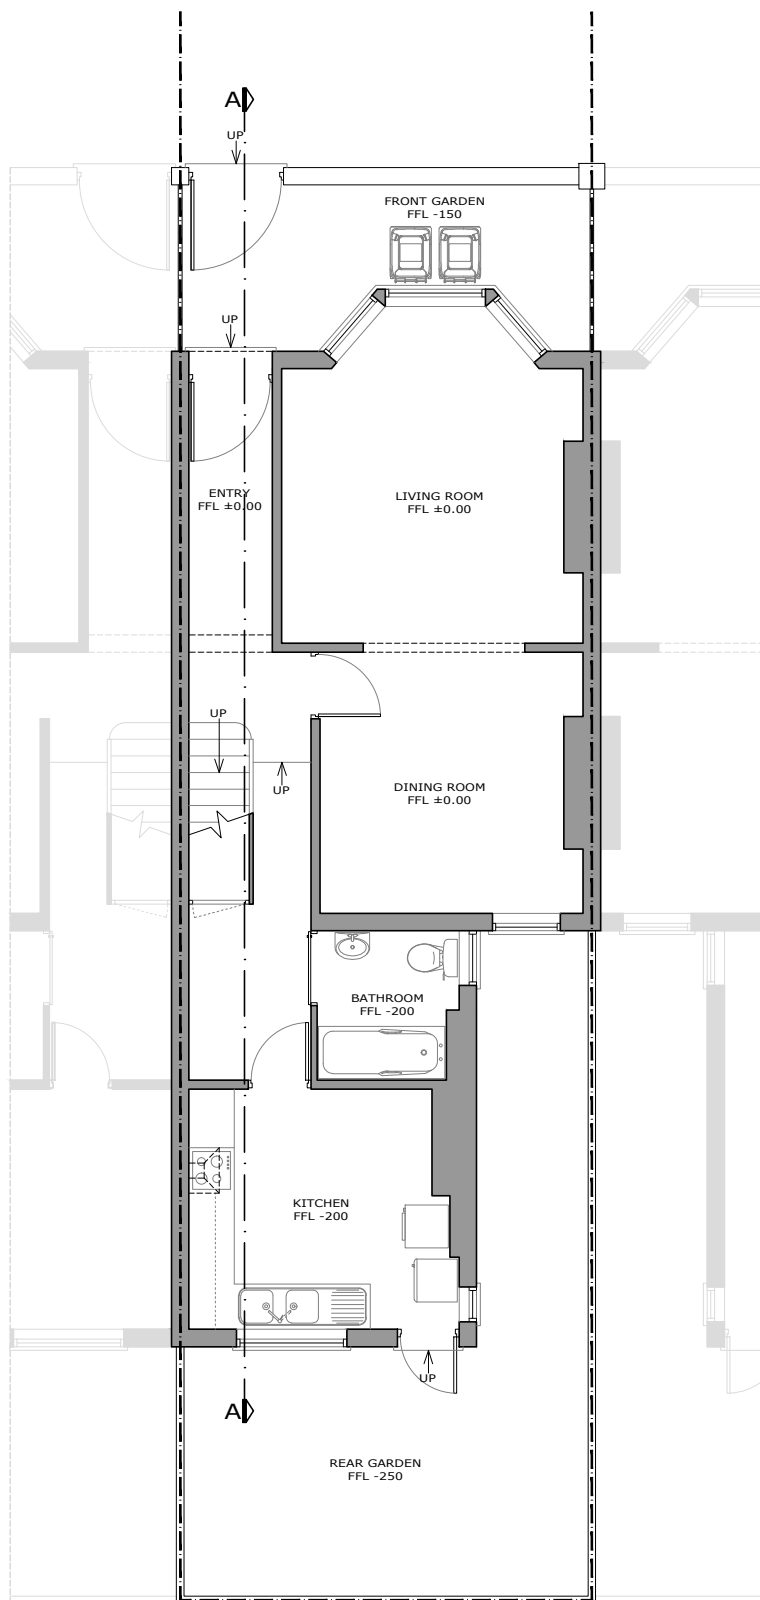 A
UP
FRONT GARDEN
FFL -150
UP
ENTRY
FFL ±0.00
LIVING ROOM
FFL ±0.00
UP
UP
DINING ROOM
FFL ±0.00
BATHROOM
FFL -200
KITCHEN
FFL -200
UP
A
REAR GARDEN
FFL -250